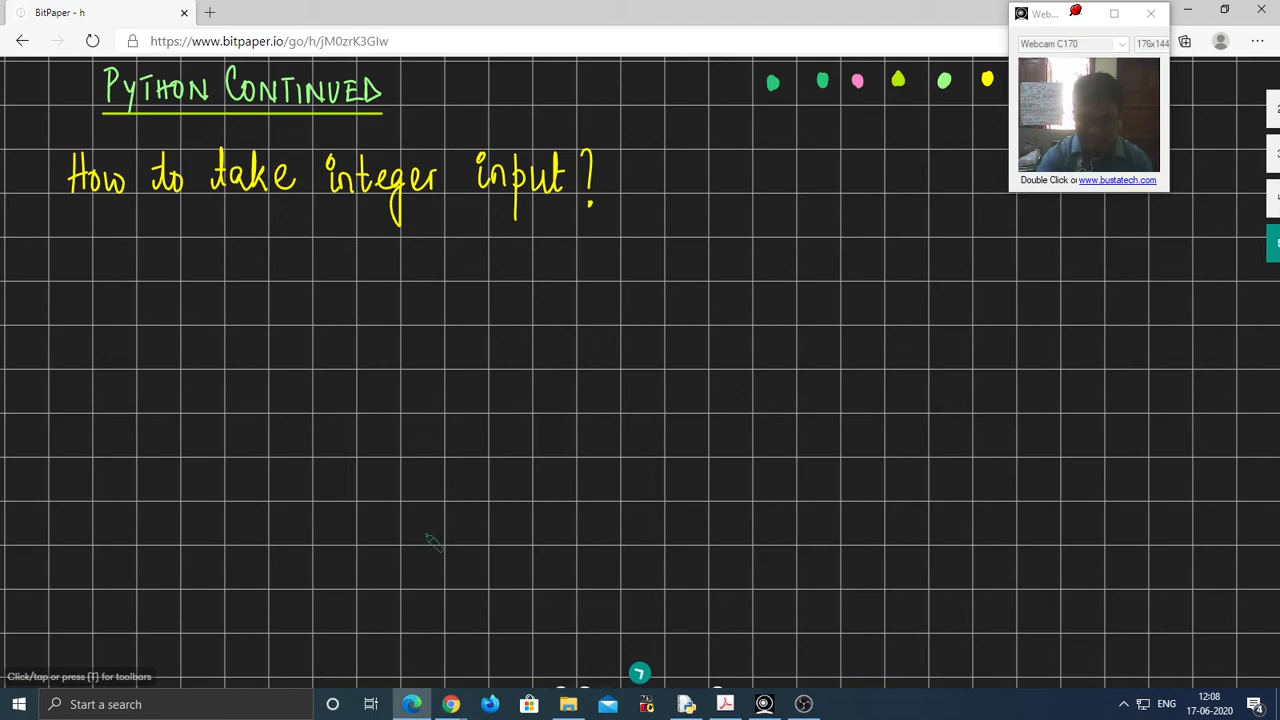 BitPaper - h
https://www.bitpaper.io/go/h/jM0zrK3GIw
Web...
Webcam C170
176x144
Double Click or www.bustatech.com
PYTHON CONTINUED
How to take integer input?
Click/tap or press [T] for toolbars
Start a search
ENG
12:08
17-06-2020